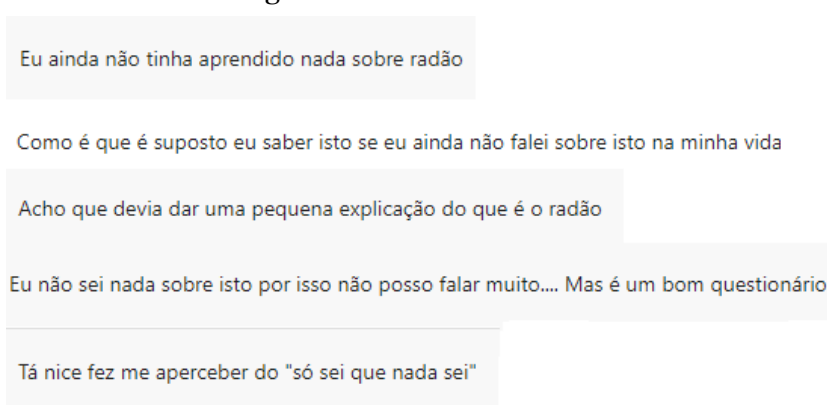 Eu ainda não tinha aprendido nada sobre radão
Como é que é suposto eu saber isto se eu ainda não falei sobre isto na minha vida
Acho que devia dar uma pequena explicação do que é o radão
Eu não sei nada sobre isto por isso não posso falar muito.... Mas é um bom questionário
Tá nice fez me aperceber do "só sei que nada sei"